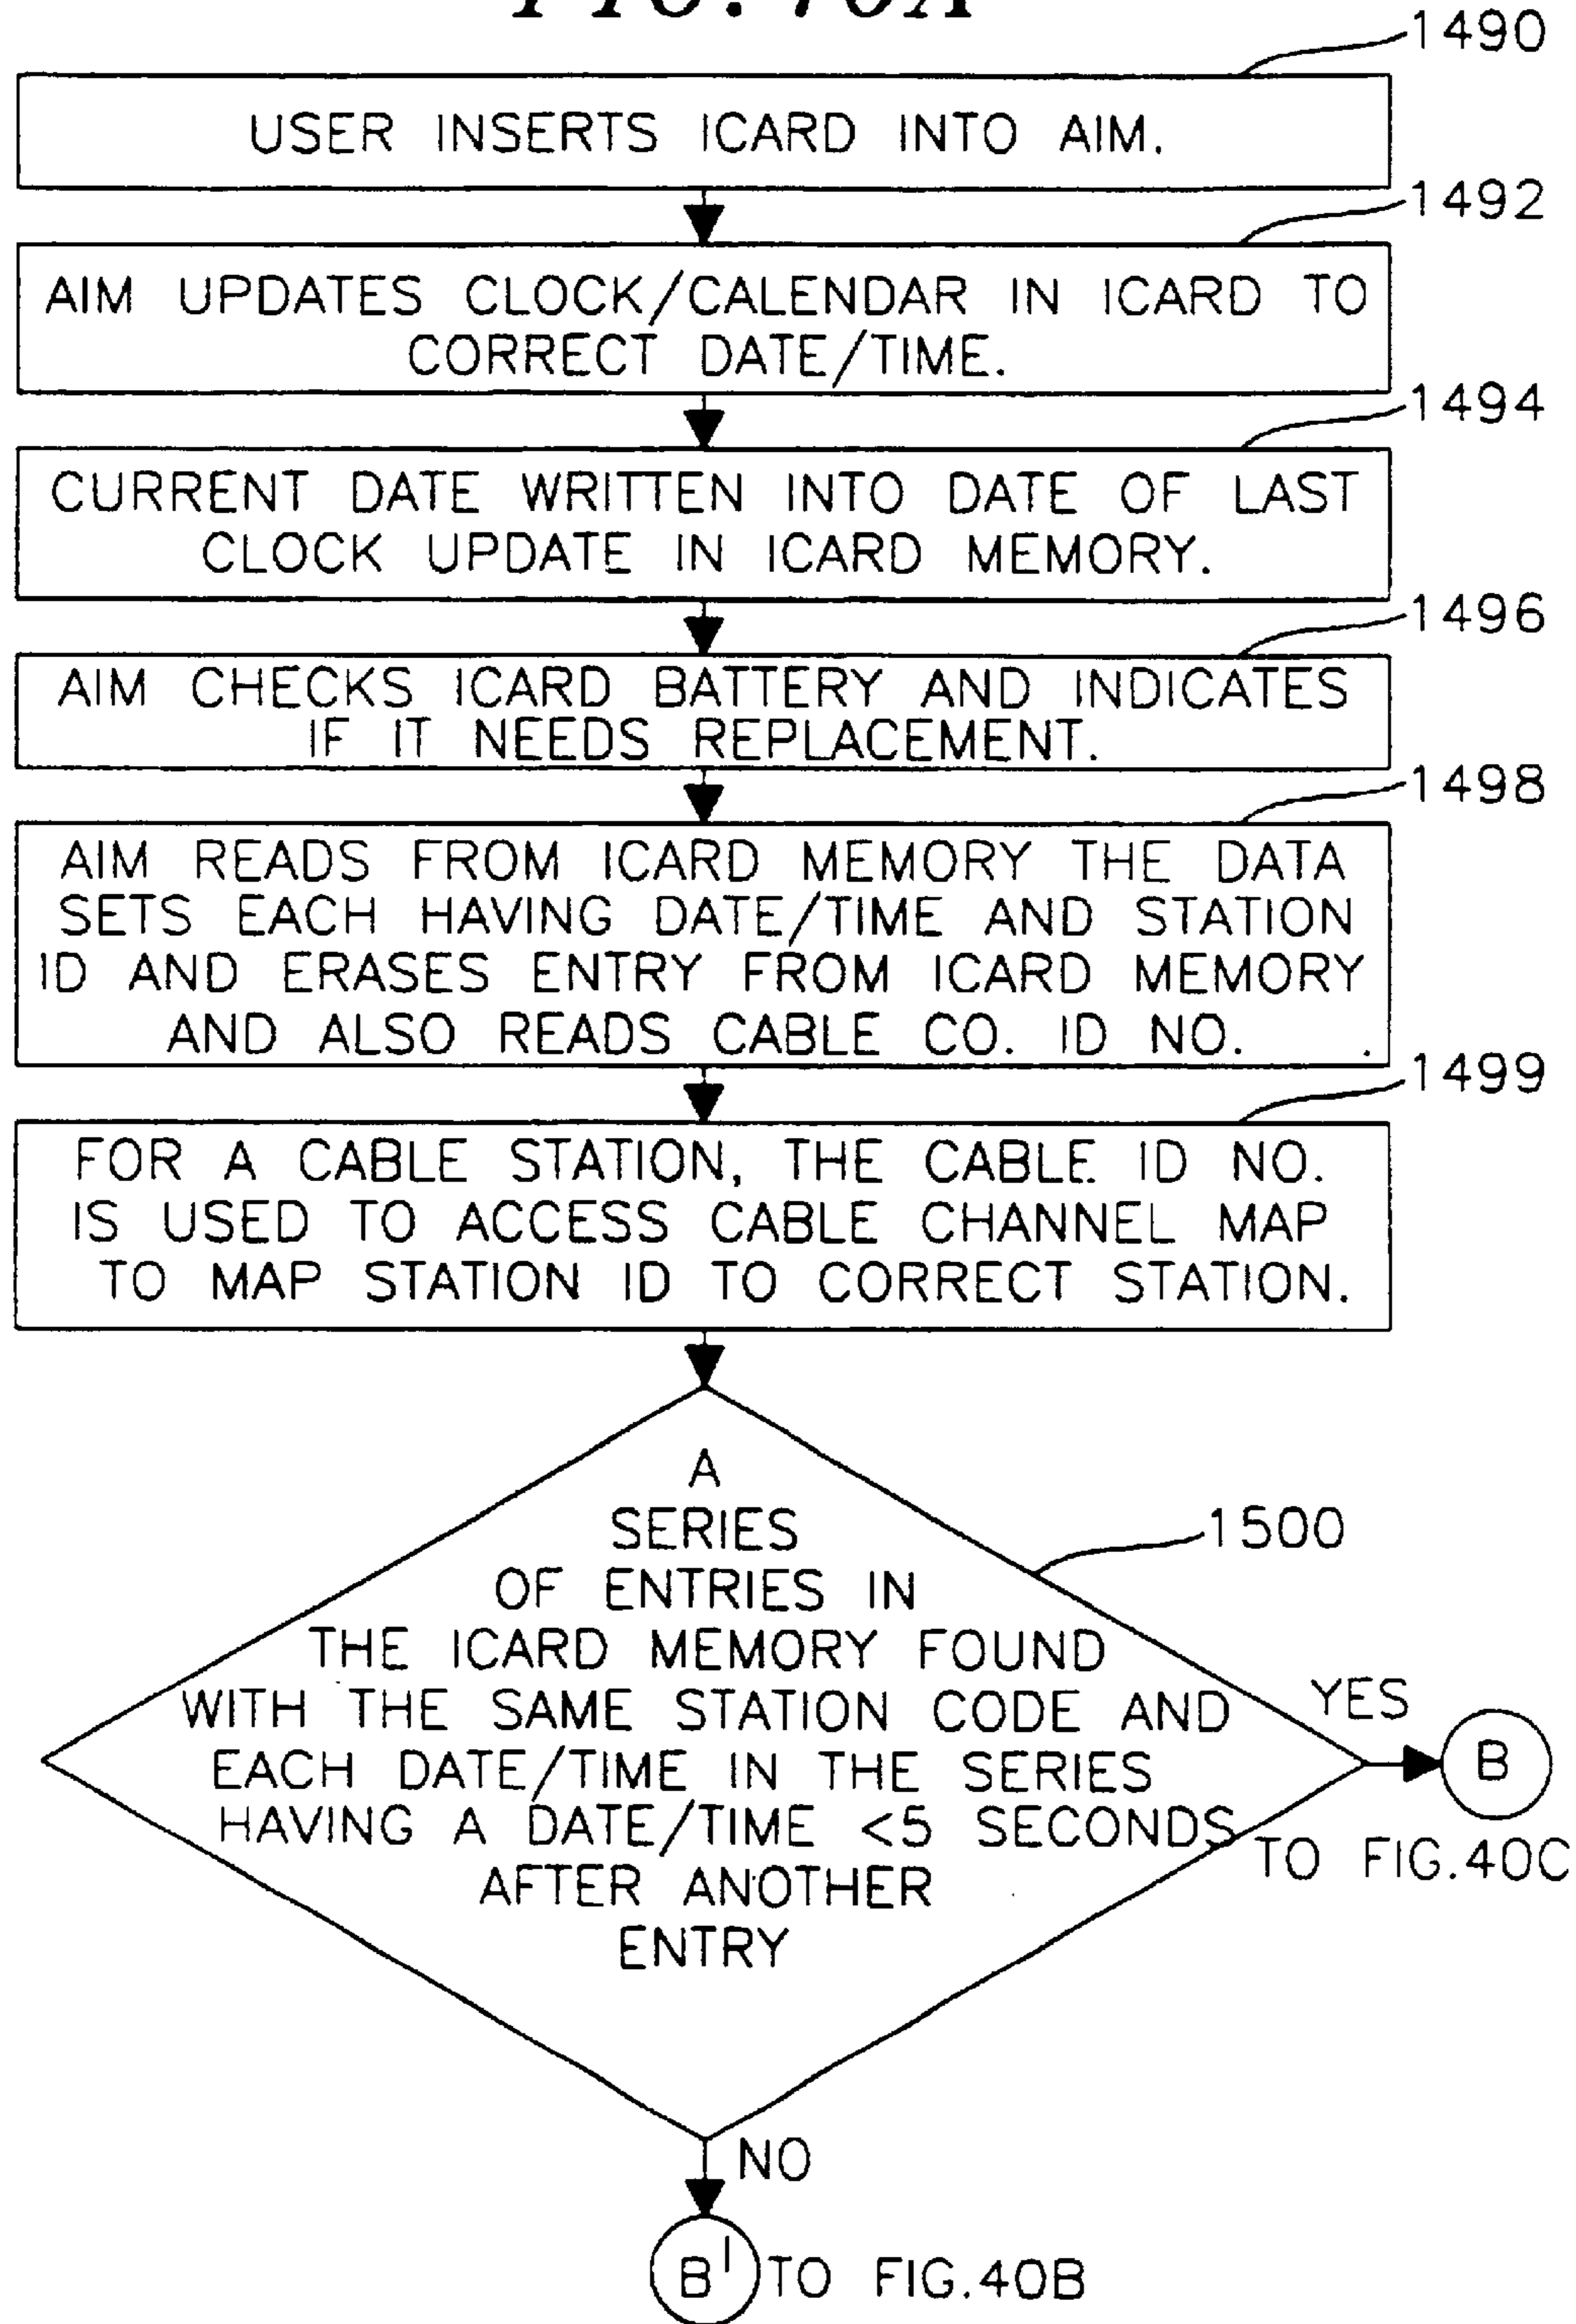 FIG. 40A
1490
USER INSERTS ICARD INTO AIM.
1492
AIM UPDATES CLOCK/CALENDAR IN ICARD TO
CORRECT DATE/TIME.
1494
CURRENT DATE WRITTEN INTO DATE OF LAST
CLOCK UPDATE IN ICARD MEMORY.
1496
AIM CHECKS ICARD BATTERY AND INDICATES
IF IT NEEDS REPLACEMENT.
1498
AIM READS FROM ICARD MEMORY THE DATA
SETS EACH HAVING DATE/TIME AND STATION
ID AND ERASES ENTRY FROM ICARD MEMORY
AND ALSO READS CABLE CO. ID NO.
1499
FOR A CABLE STATION, THE CABLE ID NO.
IS USED TO ACCESS CABLE CHANNEL MAP
TO MAP STATION ID TO CORRECT STATION.
A
SERIES
OF ENTRIES IN
THE ICARD MEMORY FOUND
WITH THE SAME STATION CODE AND
EACH DATE/TIME IN THE SERIES
HAVING A DATE/TIME <5 SECONDS
AFTER ANOTHER
ENTRY
1500
YES
B
TO FIG.40C
NO
B' TO FIG.40B